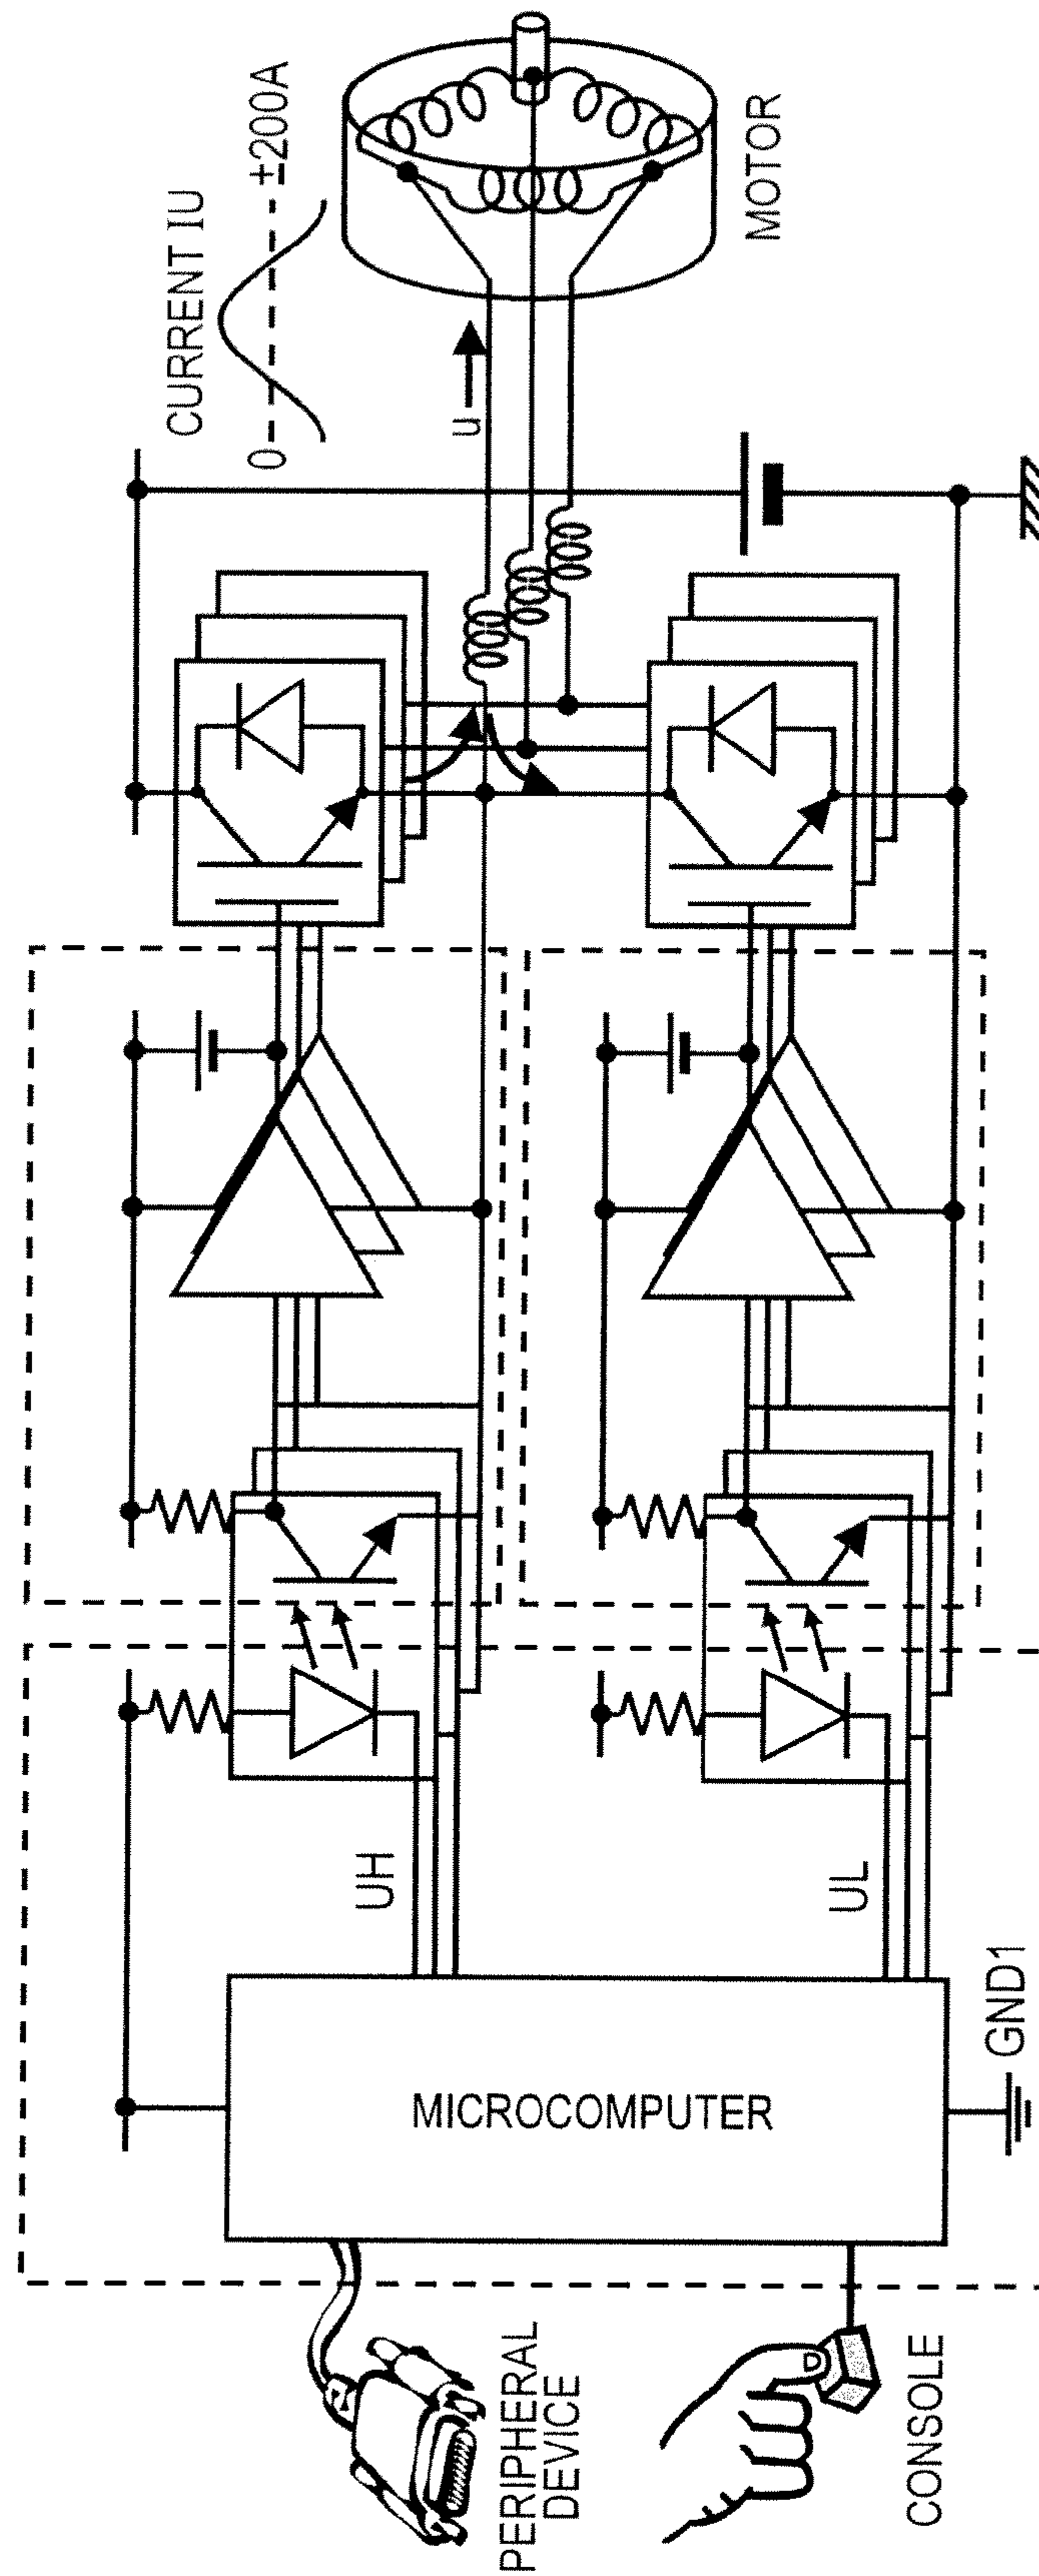 PERIPHERAL
DEVICE
CONSOLE
MICROCOMPUTER
GND1
UH
UL
CURRENT IU
0
±200A
u
MOTOR